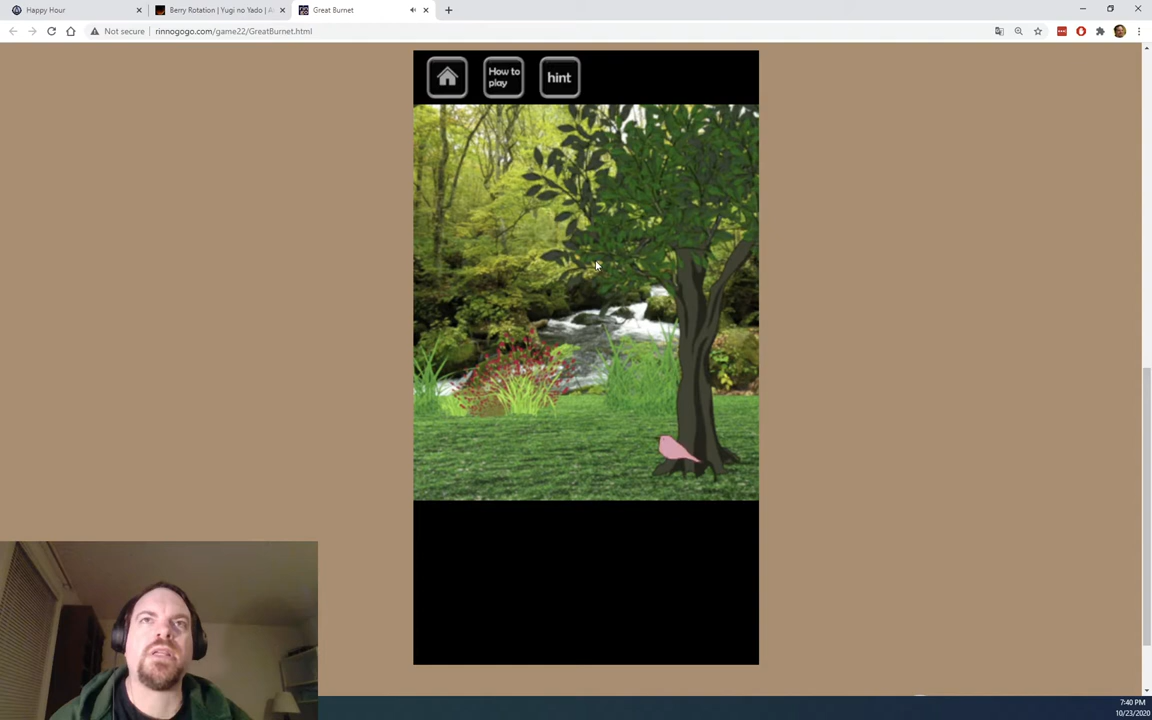 Happy Hour
Berry Rotation | Yugi no Yado | A
Great Burnet
Not secure | rinnogogo.com/game22/GreatBurnet.html
How to
play
hint
7:40 PM
10/23/2020